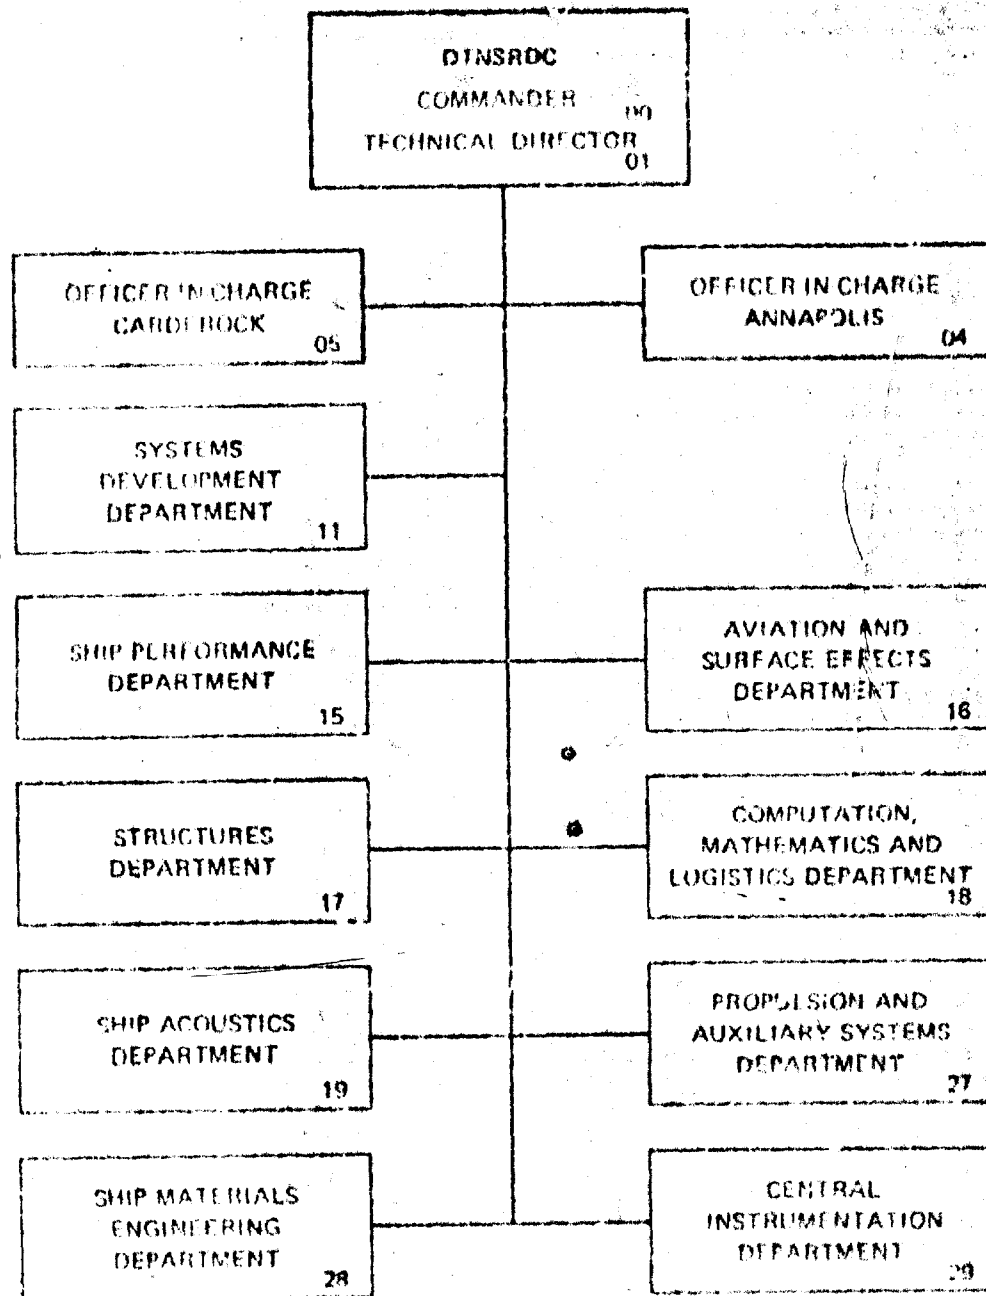 DTNSRDC
COMMANDER
00
TECHNICAL DIRECTOR
01
OFFICER IN CHARGE
CARDEROCK
05
OFFICER IN CHARGE
ANNAPOLIS
04
SYSTEMS
DEVELOPMENT
DEPARTMENT
11
SHIP PERFORMANCE
DEPARTMENT
15
AVIATION AND
SURFACE EFFECTS
DEPARTMENT
16
STRUCTURES
DEPARTMENT
17
COMPUTATION,
MATHEMATICS AND
LOGISTICS DEPARTMENT
18
SHIP ACOUSTICS
DEPARTMENT
19
PROPULSION AND
AUXILIARY SYSTEMS
DEPARTMENT
27
SHIP MATERIALS
ENGINEERING
DEPARTMENT
28
CENTRAL
INSTRUMENTATION
DEPARTMENT
29